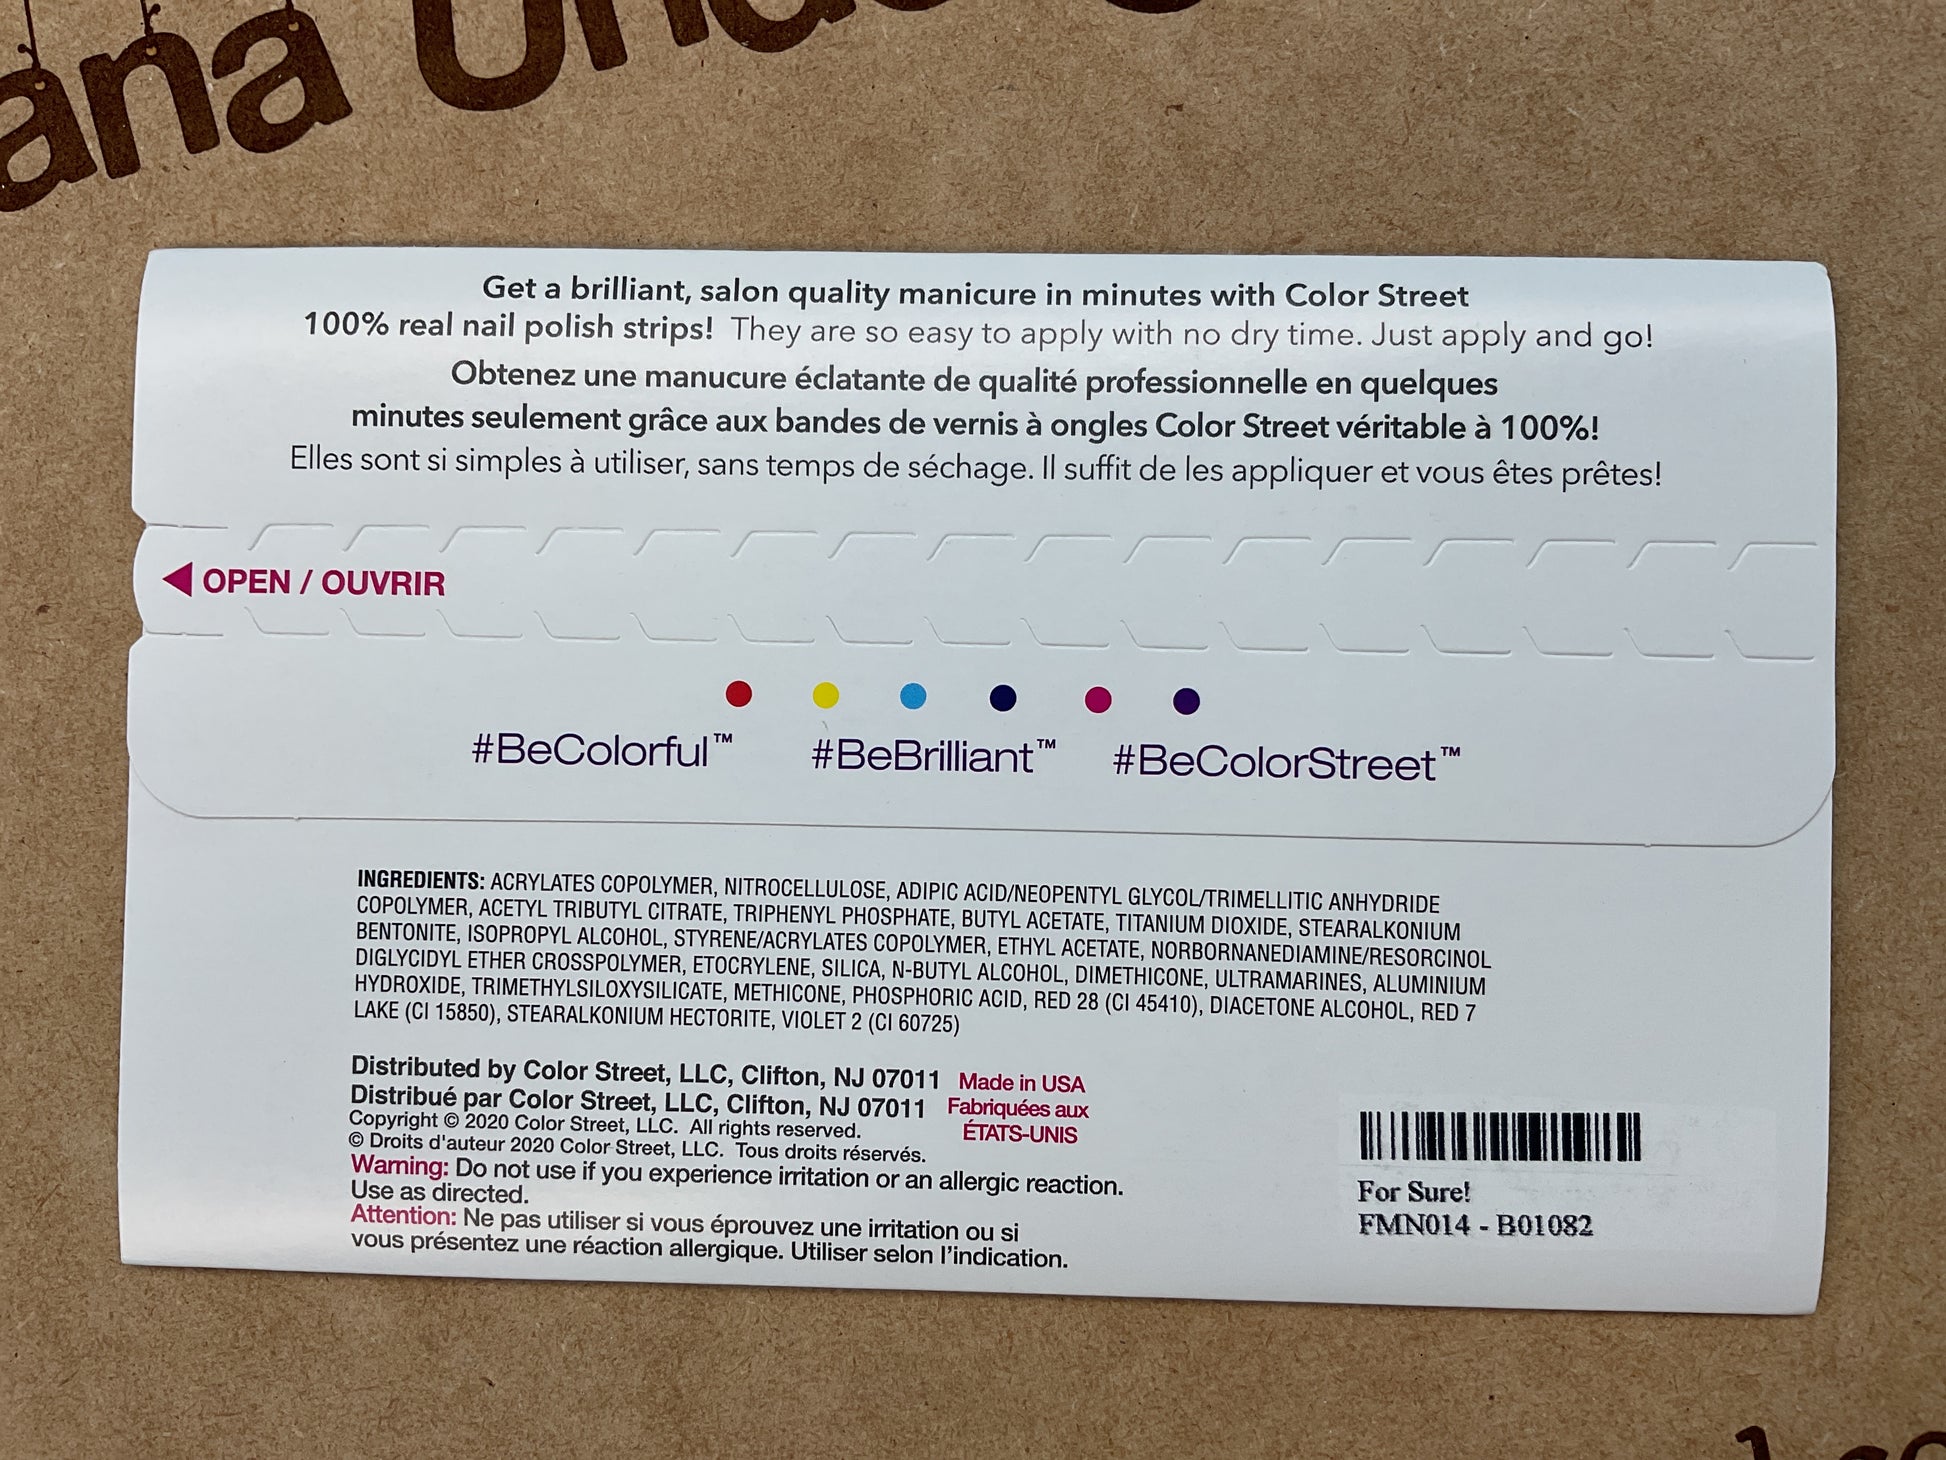 ana Unde
Get a brilliant, salon quality manicure in minutes with Color Street
100% real nail polish strips! They are so easy to apply with no dry time. Just apply and go!
Obtenez une manucure éclatante de qualité professionnelle en quelques
minutes seulement grâce aux bandes de vernis à ongles Color Street véritable à 100%!
Elles sont si simples à utiliser, sans temps de séchage. Il suffit de les appliquer et vous êtes prêtes!
OPEN / OUVRIR
#BeColorful™ #BeBrilliant™ #BeColorStreet™
INGREDIENTS: ACRYLATES COPOLYMER, NITROCELLULOSE, ADIPIC ACID/NEOPENTYL GLYCOL/TRIMELLITIC ANHYDRIDE
COPOLYMER, ACETYL TRIBUTYL CITRATE, TRIPHENYL PHOSPHATE, BUTYL ACETATE, TITANIUM DIOXIDE, STEARALKONIUM
BENTONITE, ISOPROPYL ALCOHOL, STYRENE/ACRYLATES COPOLYMER, ETHYL ACETATE, NORBORNANEDIAMINE/RESORCINOL
DIGLYCIDYL ETHER CROSSPOLYMER, ETOCRYLENE, SILICA, N-BUTYL ALCOHOL, DIMETHICONE, ULTRAMARINES, ALUMINIUM
HYDROXIDE, TRIMETHYLSILOXYSILICATE, METHICONE, PHOSPHORIC ACID, RED 28 (CI 45410), DIACETONE ALCOHOL, RED 7
LAKE (CI 15850), STEARALKONIUM HECTORITE, VIOLET 2 (CI 60725)
Distributed by Color Street, LLC, Clifton, NJ 07011 Made in USA
Distribué par Color Street, LLC, Clifton, NJ 07011 Fabriquées aux
ÉTATS-UNIS
Copyright © 2020 Color Street, LLC. All rights reserved.
© Droits d'auteur 2020 Color Street, LLC. Tous droits réservés.
Warning: Do not use if you experience irritation or an allergic reaction.
Use as directed.
Attention: Ne pas utiliser si vous éprouvez une irritation ou si
vous présentez une réaction allergique. Utiliser selon l'indication.
For Sure!
FMN014 - B01082